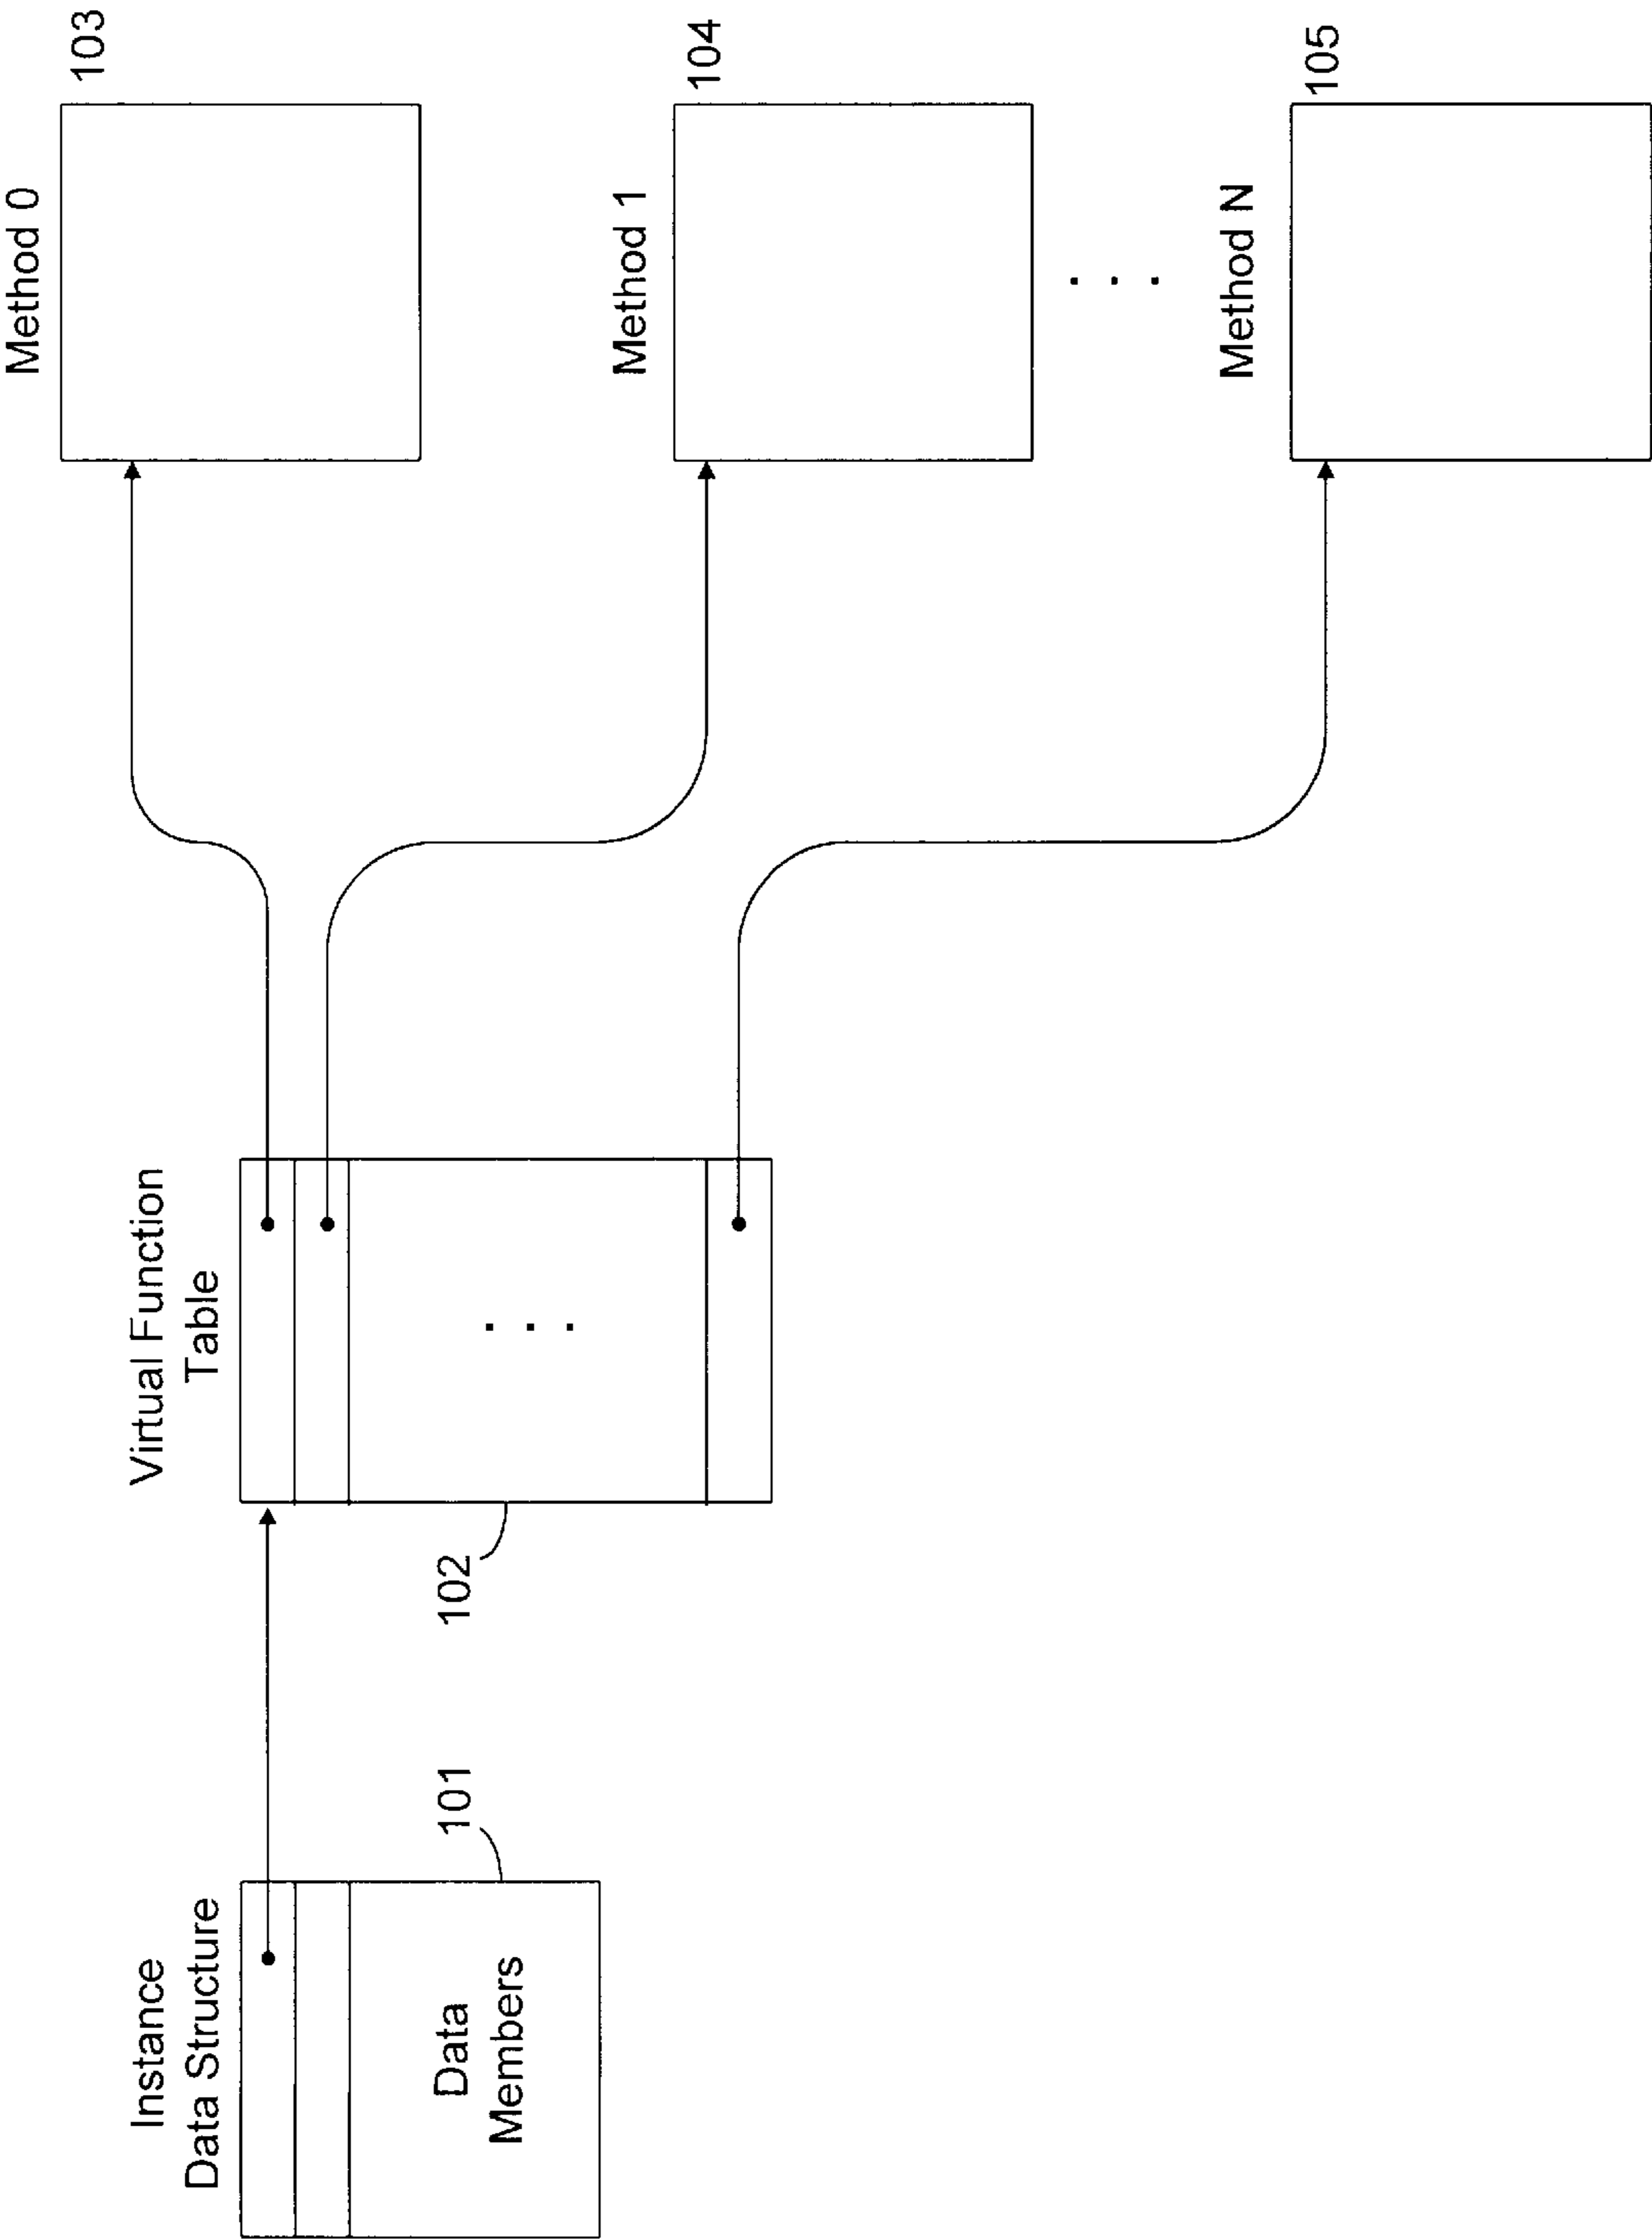 Instance
Data Structure
Data
Members
101
Virtual Function
Table
. . .
102
Method 0
103
Method 1
104
. . .
Method N
105